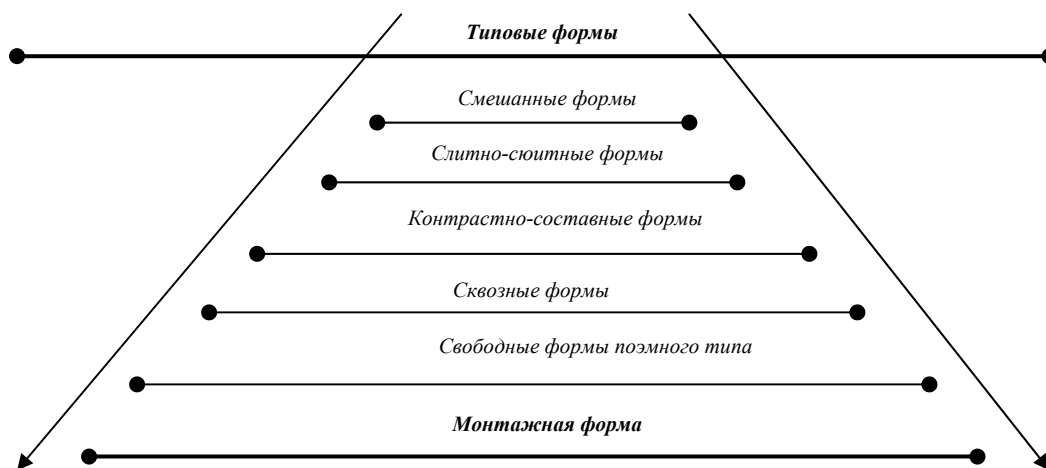 Типовые формы
Смешанные формы
Слитно-сюитные формы
Контрастно-составные формы
Сквозные формы
Свободные формы поэмного типа
Монтажная форма